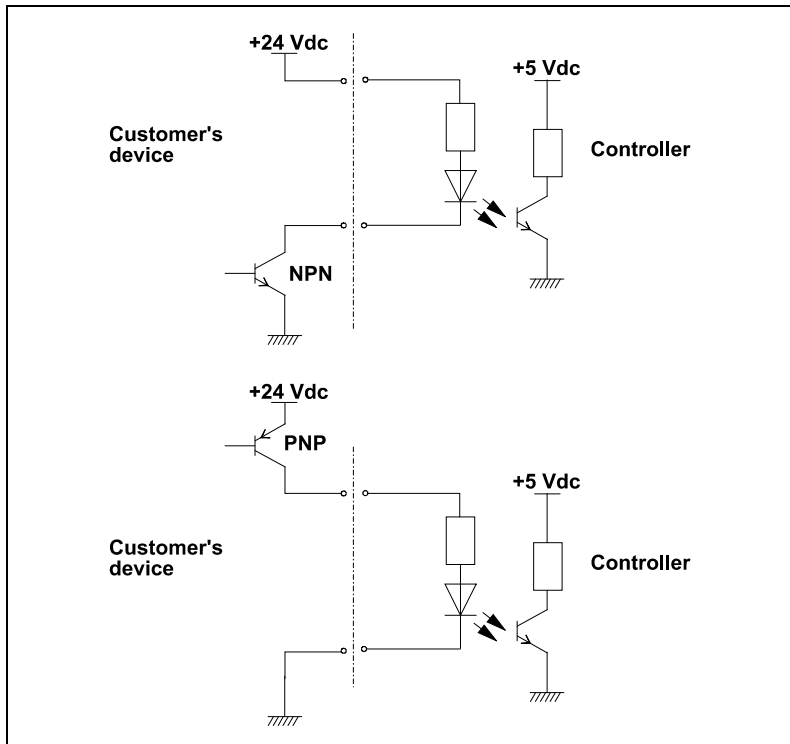 +24 Vdc
+5 Vdc
Customer's
device
Controller
NPN
+24 Vdc
PNP
+5 Vdc
Customer's
device
Controller